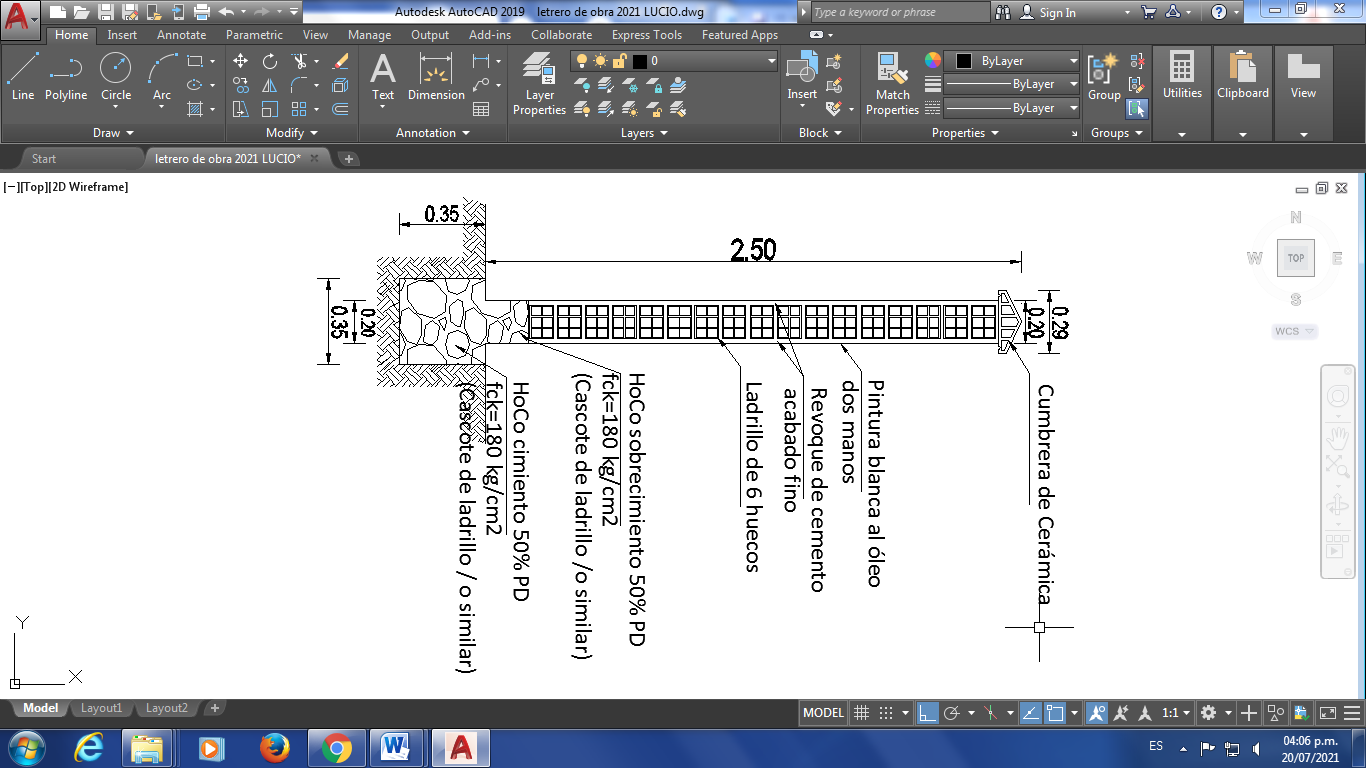 Autodesk AutoCAD 2019 letrero de obra 2021 LUCIO.dwg
Type a keyword or phrase
Sign In
Home Insert Annotate Parametric View Manage Output Add-ins Collaborate Express Tools Featured Apps
Line
Polyline
Circle
Arc
Draw
Modify
Text
Dimension
Annotation
Layer
Properties
0
Layers
Insert
Block
Match
Properties
ByLayer
ByLayer
ByLayer
Properties
Group
Groups
Utilities
Clipboard
View
Start
letrero de obra 2021 LUCIO*
[−][Top][2D Wireframe]
N
W
TOP
E
S
WCS
0.35
2.50
0.35
0.20
0.20
0.29
Cumbrera de Cerámica
Pintura blanca al óleo
dos manos
Revoque de cemento
acabado fino
Ladrillo de 6 huecos
HoCo sobrecimiento 50% PD
fck=180 kg/cm2
(Cascote de ladrillo /o similar)
HoCo cimiento 50% PD
fck=180 kg/cm2
(Cascote de ladrillo / o similar)
Y
X
Model Layout1 Layout2
MODEL
1:1
ES
04:06 p.m.
20/07/2021